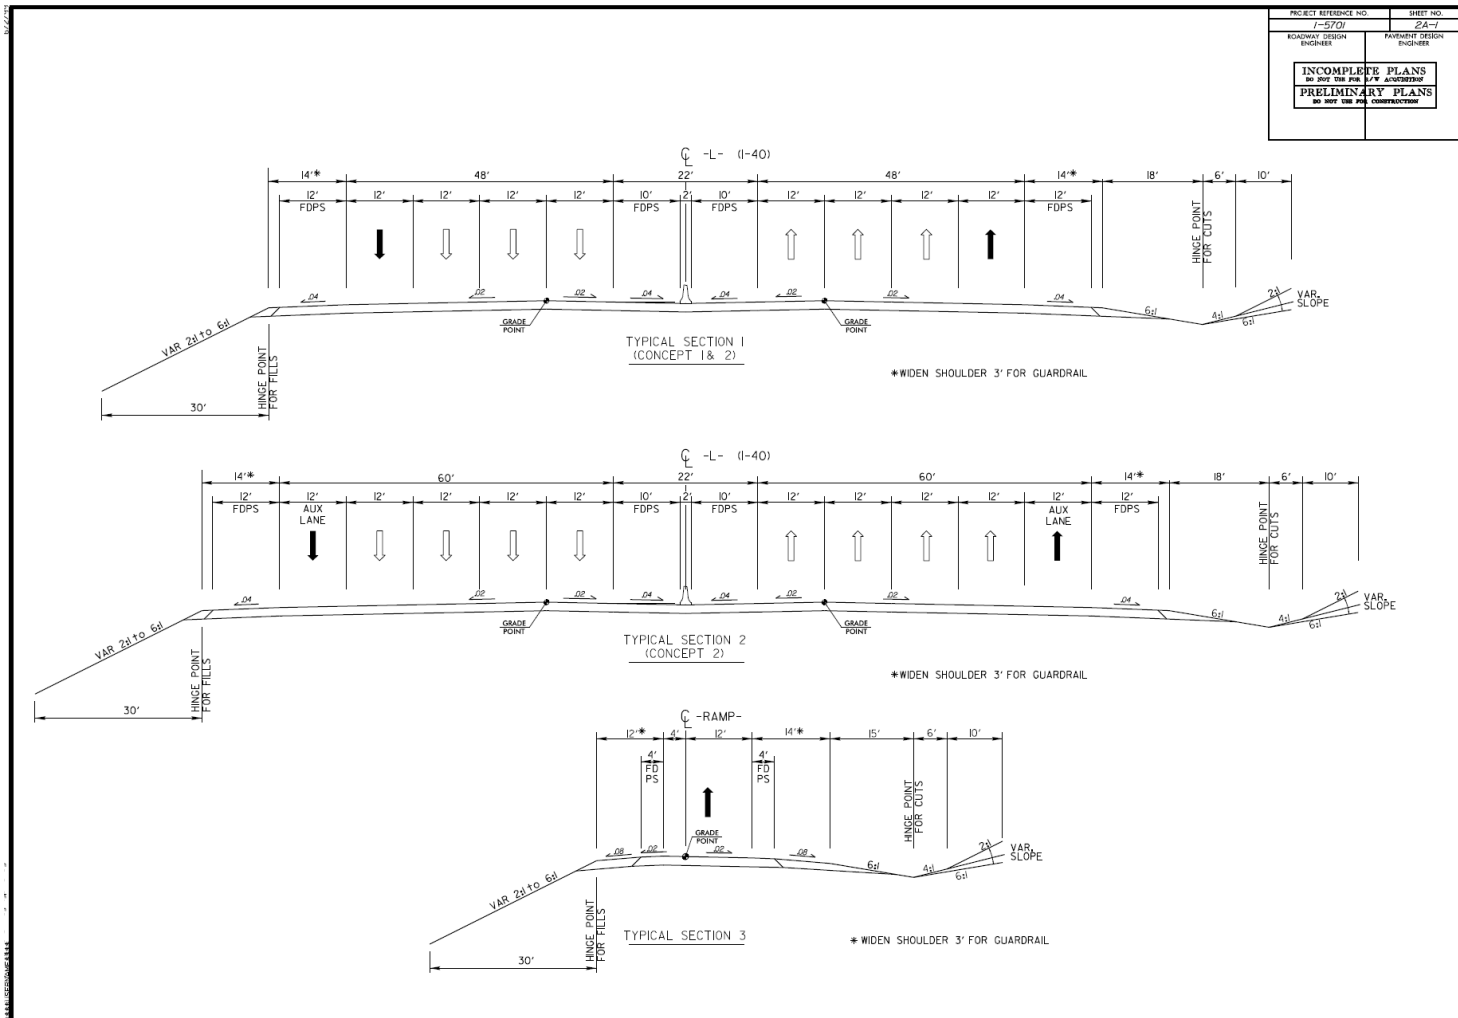 PROJECT REFERENCE NO. SHEET NO.
I-5701 2A-1
ROADWAY DESIGN ENGINEER PAVEMENT DESIGN ENGINEER
INCOMPLETE PLANS
DO NOT USE FOR R/W ACQUISITION
PRELIMINARY PLANS
DO NOT USE FOR CONSTRUCTION
℄ -L- (I-40)
14'* 48' 22' 48' 14'* 18' 6' 10'
12' 12' 12' 12' 12' 10' 2' 10' 12' 12' 12' 12' 12'
FDPS FDPS FDPS FDPS
HINGE POINT
FOR CUTS
.04 .02 .02 .04 .04 .02 .02 .04
6:1 4:1 6:1 2:1 VAR.
SLOPE
GRADE
POINT
GRADE
POINT
VAR 2:1 to 6:1
HINGE POINT
FOR FILLS
30'
TYPICAL SECTION 1
(CONCEPT 1 & 2)
*WIDEN SHOULDER 3' FOR GUARDRAIL
℄ -L- (I-40)
14'* 60' 22' 60' 14'* 18' 6' 10'
12' 12' 12' 12' 12' 12' 10' 2' 10' 12' 12' 12' 12' 12' 12'
FDPS AUX
LANE FDPS FDPS AUX
LANE FDPS
HINGE POINT
FOR CUTS
.04 .02 .02 .04 .04 .02 .02 .04
6:1 4:1 6:1 2:1 VAR.
SLOPE
GRADE
POINT
GRADE
POINT
VAR 2:1 to 6:1
HINGE POINT
FOR FILLS
30'
TYPICAL SECTION 2
(CONCEPT 2)
*WIDEN SHOULDER 3' FOR GUARDRAIL
℄ -RAMP-
12'* 4' 12' 14'* 15' 6' 10'
4' 4'
FD
PS
FD
PS
HINGE POINT
FOR CUTS
GRADE
POINT
.08 .02 .02 .08
6:1 4:1 6:1 2:1 VAR.
SLOPE
VAR 2:1 to 6:1
HINGE POINT
FOR FILLS
30'
TYPICAL SECTION 3
* WIDEN SHOULDER 3' FOR GUARDRAIL